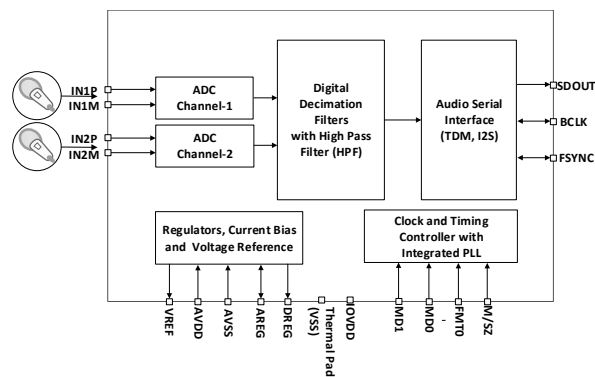 IN1P
IN1M
IN2P
IN2M
ADC
Channel-1
ADC
Channel-2
Digital
Decimation
Filters
with High Pass
Filter (HPF)
Audio Serial
Interface
(TDM, I2S)
SDOUT
BCLK
FSYNC
Regulators, Current Bias
and Voltage Reference
Clock and Timing
Controller with
Integrated PLL
VREF
AVDD
AVSS
AREG
DREG
Thermal Pad
(VSS)
IOVDD
MD1
MD0
-
FMT0
M/SZ